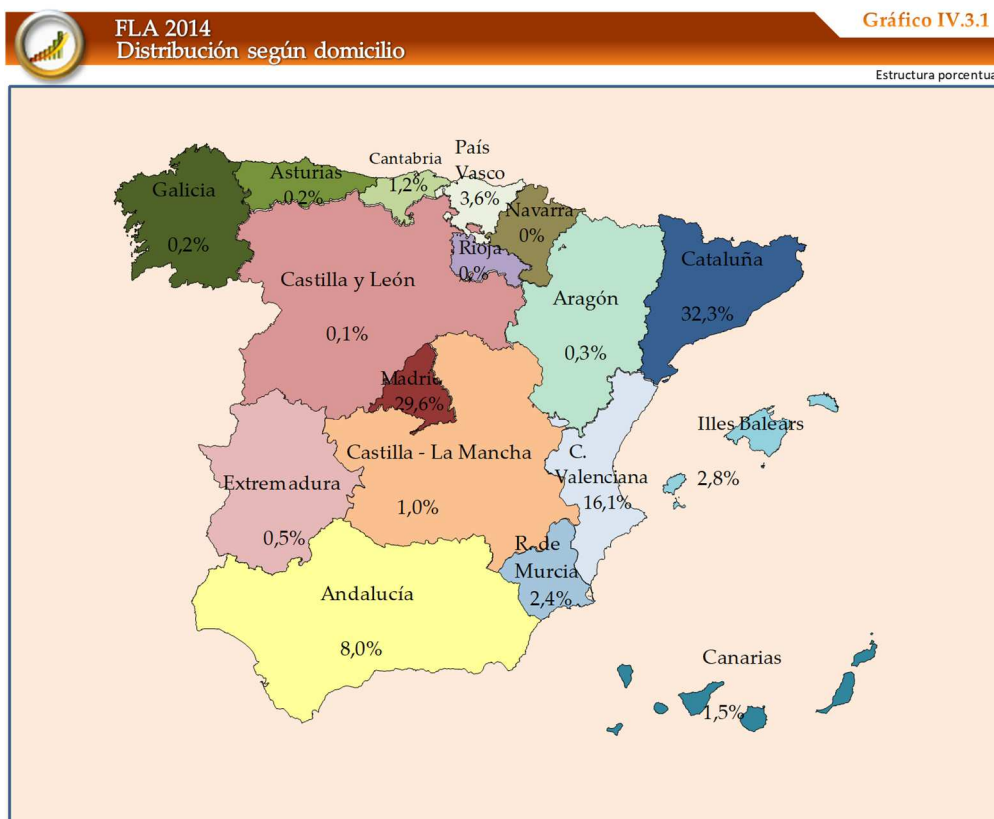 Gráfico IV.3.1
FLA 2014
Distribución según domicilio
Estructura porcentua
País
Vasco
3,6%
Cantabria
1,2%
Asturias
0,2%
Galicia
0,2%
Navarra
0%
Rioja
0,%
Cataluña
32,3%
Castilla y León
0,1%
Aragón
0,3%
Madrid
29,6%
Illes Balears
2,8%
Castilla - La Mancha
1,0%
C.
Valenciana
16,1%
Extremadura
0,5%
R. de
Murcia
2,4%
Andalucía
8,0%
Canarias
1,5%